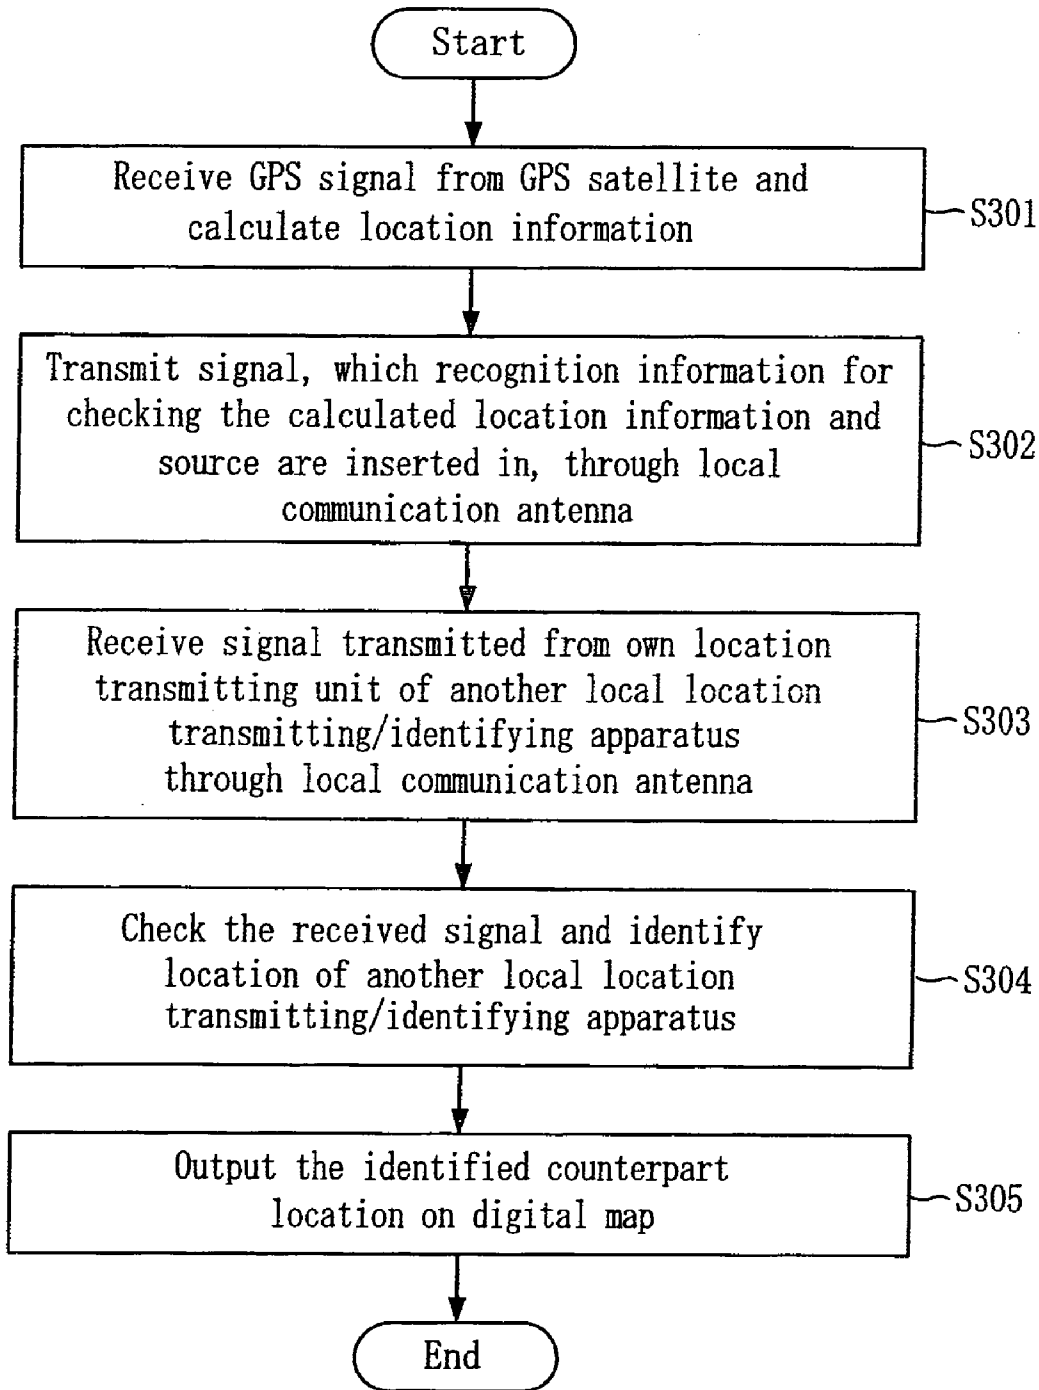 Start
Receive GPS signal from GPS satellite and
calculate location information
S301
Transmit signal, which recognition information for
checking the calculated location information and
source are inserted in, through local
communication antenna
S302
Receive signal transmitted from own location
transmitting unit of another local location
transmitting/identifying apparatus
through local communication antenna
S303
Check the received signal and identify
location of another local location
transmitting/identifying apparatus
S304
Output the identified counterpart
location on digital map
S305
End